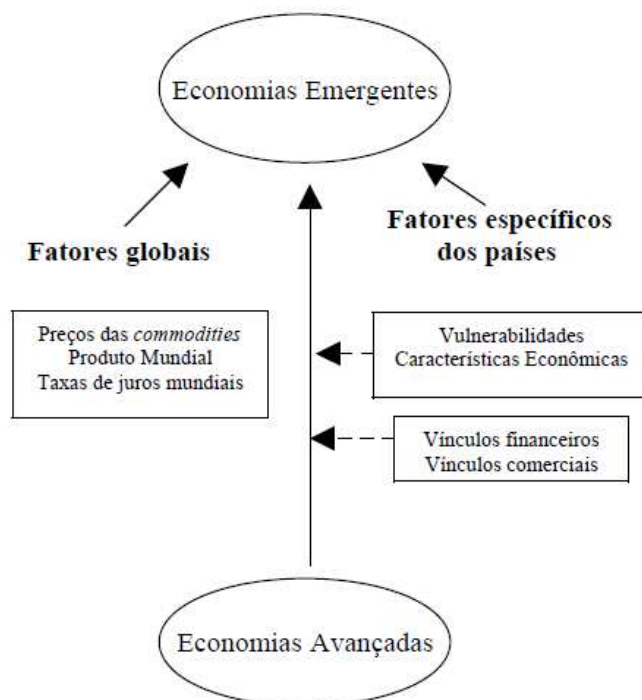 Economias Emergentes
Fatores globais
Fatores específicos
dos países
Preços das commodities
Produto Mundial
Taxas de juros mundiais
Vulnerabilidades
Características Econômicas
Vínculos financeiros
Vínculos comerciais
Economias Avançadas